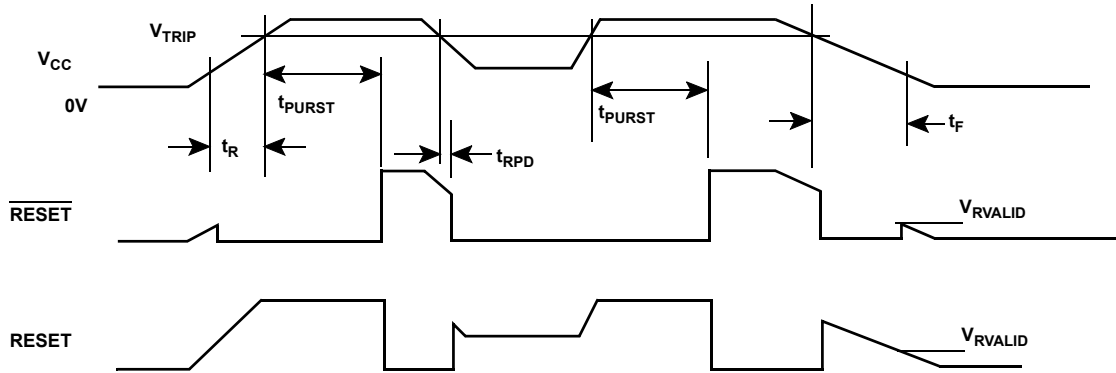 VTRIP
VCC
0V
tPURST
tPURST
tR
tRPD
tF
RESET
VRVALID
RESET
VRVALID